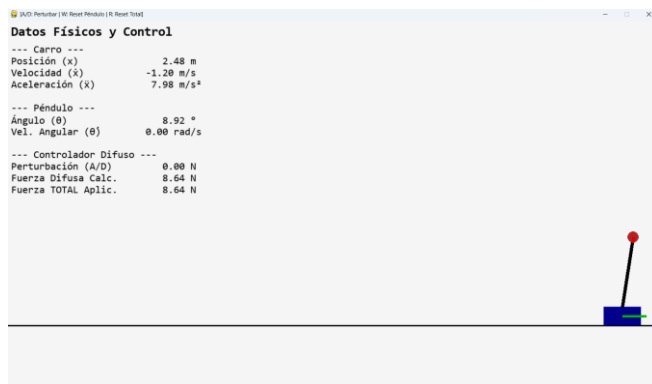 [A/D: Perturbar | W: Reset Péndulo | R: Reset Total]
Datos Físicos y Control
--- Carro ---
Posición (x) 2.48 m
Velocidad (ẋ) -1.20 m/s
Aceleración (ẍ) 7.98 m/s²
--- Péndulo ---
Ángulo (θ) 8.92 °
Vel. Angular (θ̇) 0.00 rad/s
--- Controlador Difuso ---
Perturbación (A/D) 0.00 N
Fuerza Difusa Calc. 8.64 N
Fuerza TOTAL Aplic. 8.64 N